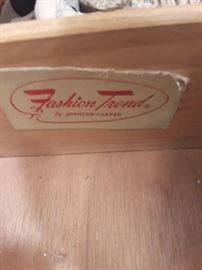 Fashion Trend
by JOHNSON-CARPER